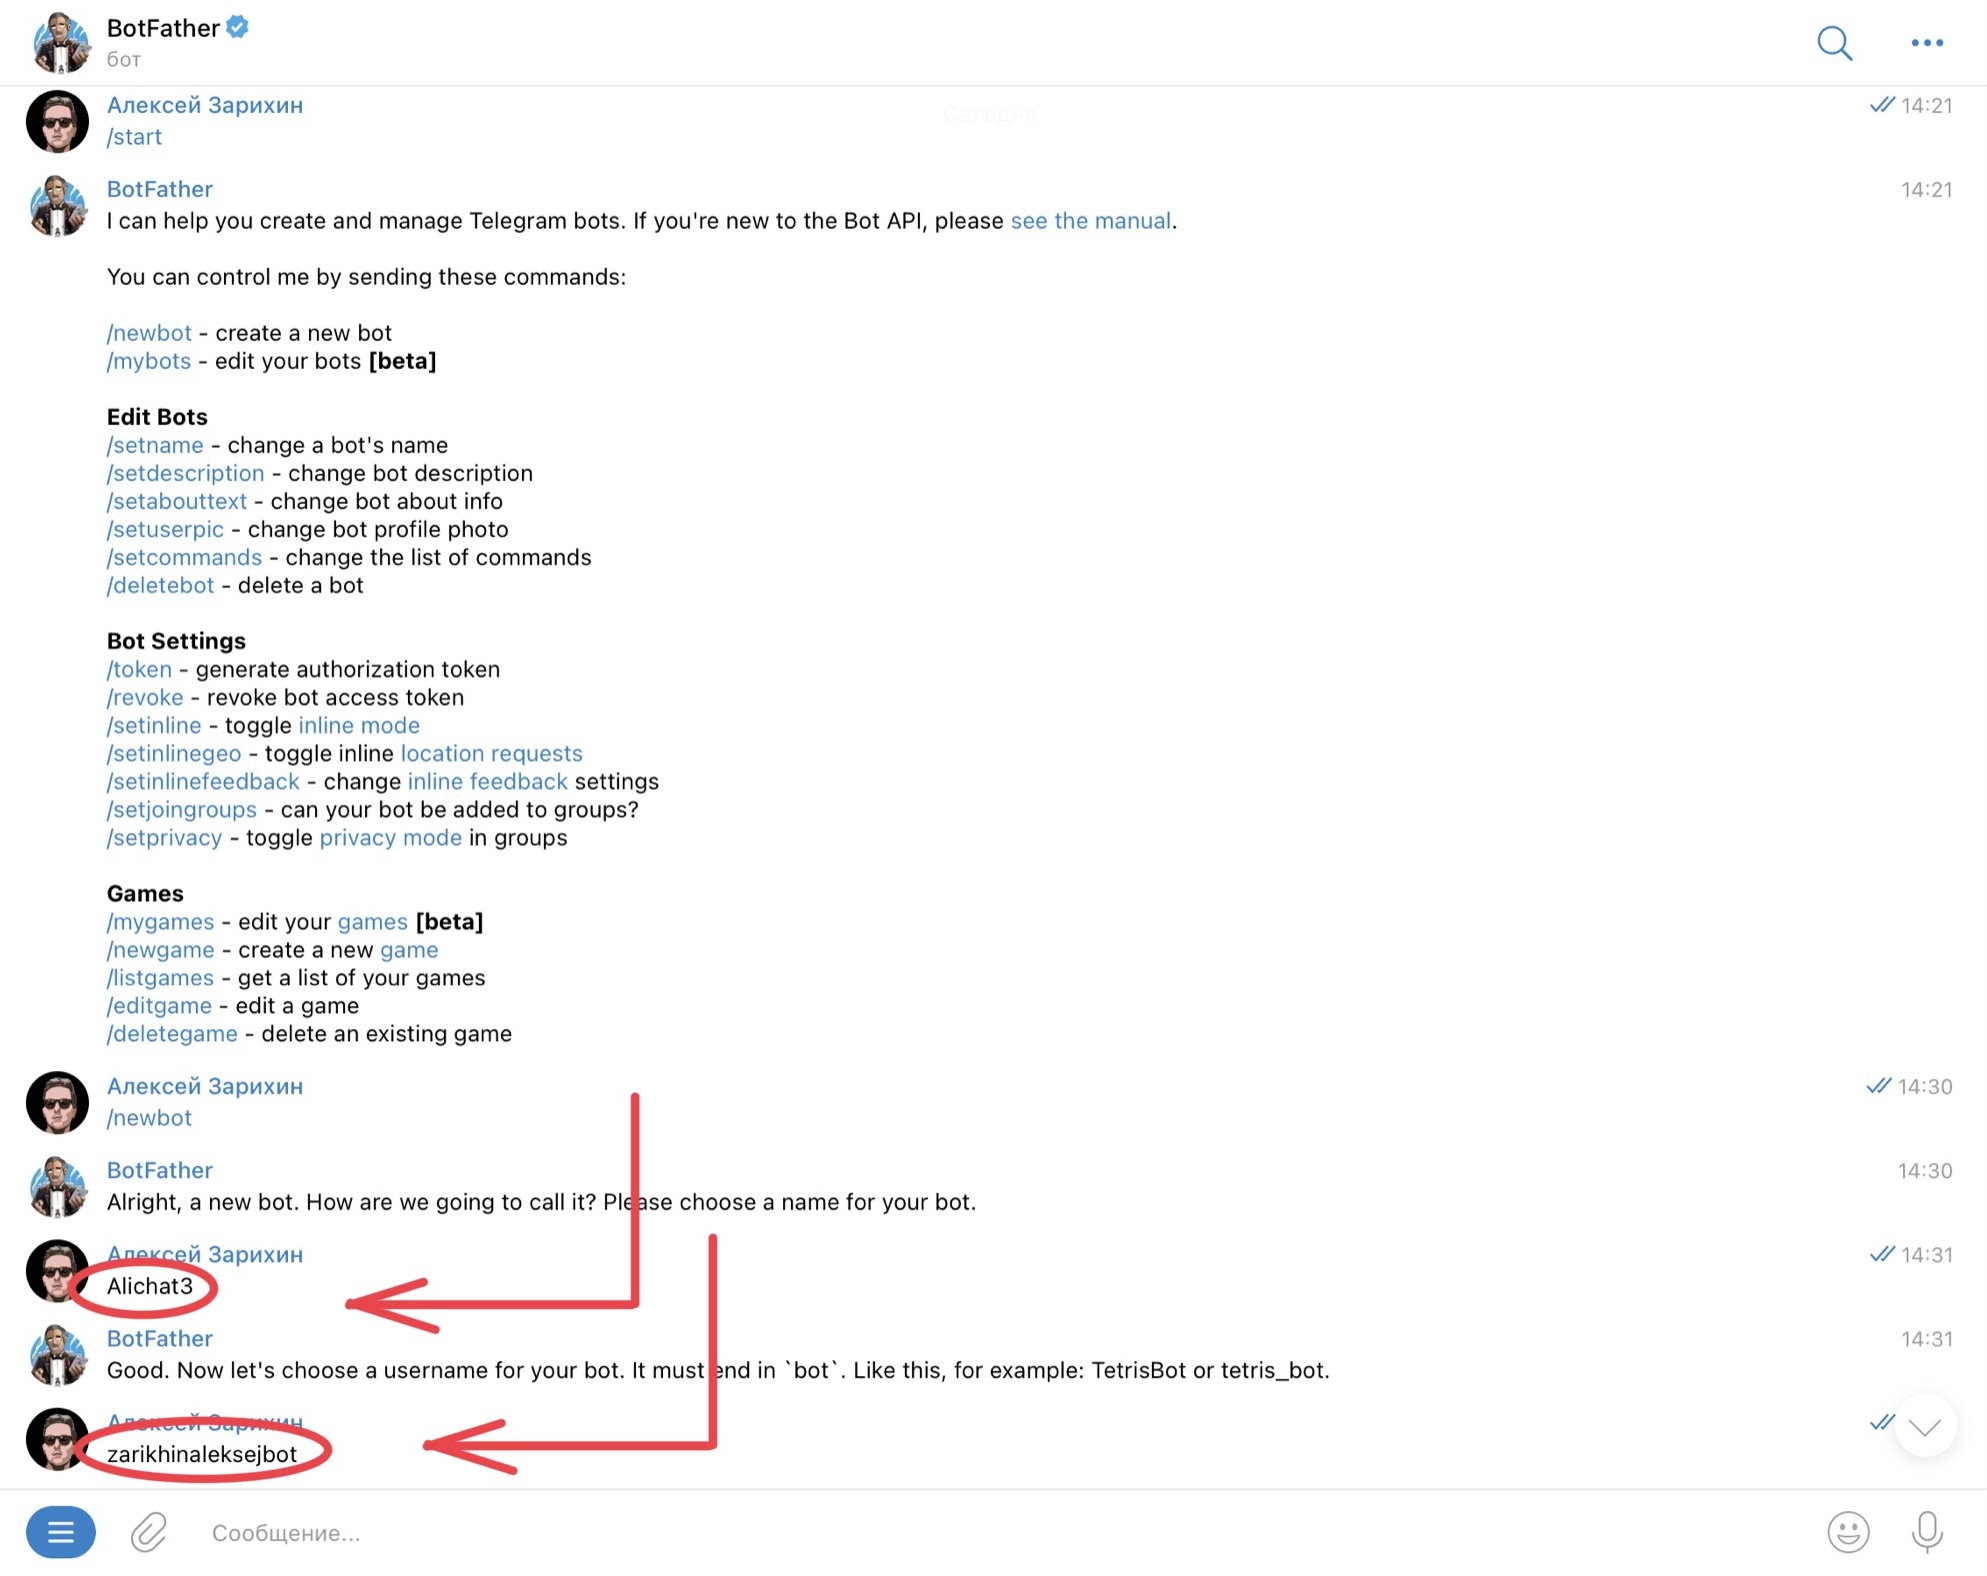 BotFather
бот
Сегодня
Алексей Зарихин
14:21
/start
BotFather
14:21
I can help you create and manage Telegram bots. If you're new to the Bot API, please see the manual.
You can control me by sending these commands:
/newbot - create a new bot
/mybots - edit your bots [beta]
Edit Bots
/setname - change a bot's name
/setdescription - change bot description
/setabouttext - change bot about info
/setuserpic - change bot profile photo
/setcommands - change the list of commands
/deletebot - delete a bot
Bot Settings
/token - generate authorization token
/revoke - revoke bot access token
/setinline - toggle inline mode
/setinlinegeo - toggle inline location requests
/setinlinefeedback - change inline feedback settings
/setjoingroups - can your bot be added to groups?
/setprivacy - toggle privacy mode in groups
Games
/mygames - edit your games [beta]
/newgame - create a new game
/listgames - get a list of your games
/editgame - edit a game
/deletegame - delete an existing game
Алексей Зарихин
14:30
/newbot
BotFather
14:30
Alright, a new bot. How are we going to call it? Please choose a name for your bot.
Алексей Зарихин
14:31
Alichat3
BotFather
14:31
Good. Now let's choose a username for your bot. It must end in `bot`. Like this, for example: TetrisBot or tetris_bot.
Алексей Зарихин
zarikhinaleksejbot
Сообщение...